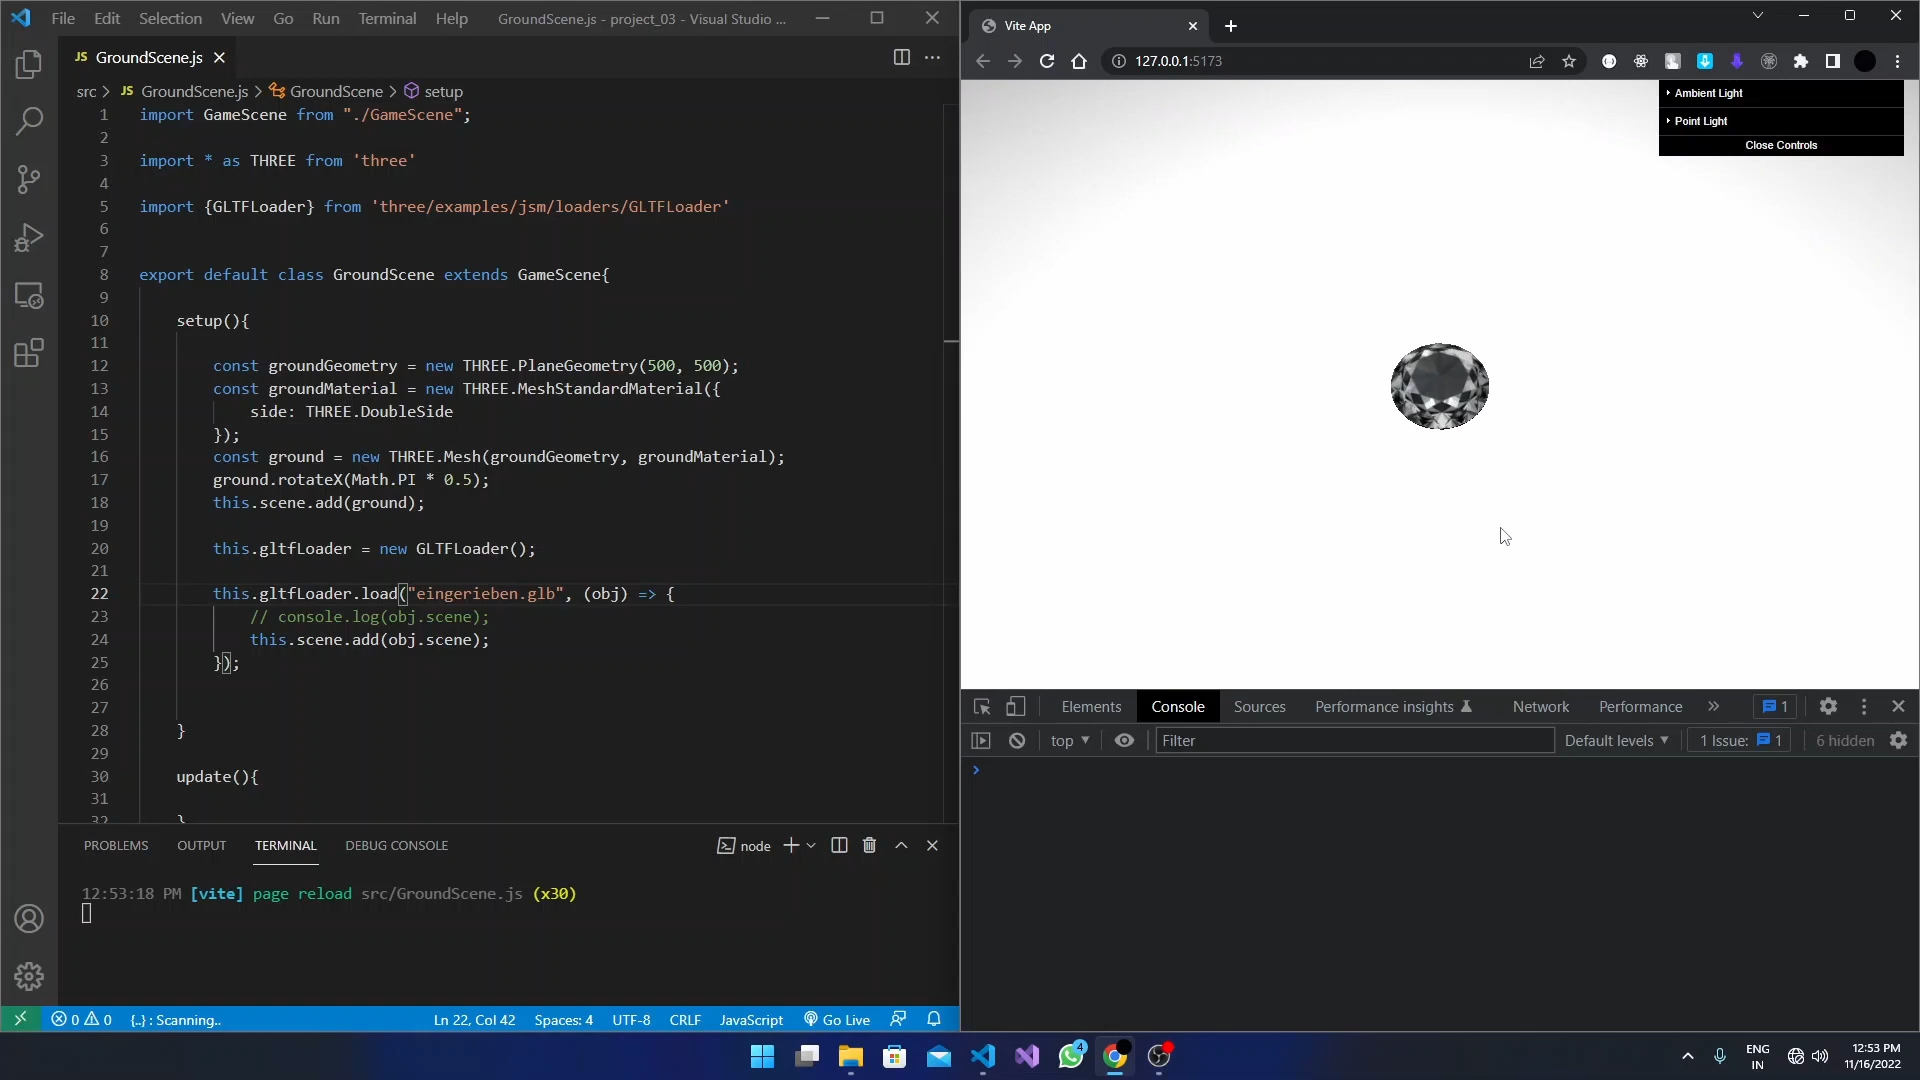 File Edit Selection View Go Run Terminal Help GroundScene.js - project_03 - Visual Studio ...
JS GroundScene.js
src > JS GroundScene.js > GroundScene > setup
1 import GameScene from "./GameScene";
2
3 import * as THREE from 'three'
4
5 import {GLTFLoader} from 'three/examples/jsm/loaders/GLTFLoader'
6
7
8 export default class GroundScene extends GameScene{
9
10 setup(){
11
12 const groundGeometry = new THREE.PlaneGeometry(500, 500);
13 const groundMaterial = new THREE.MeshStandardMaterial({
14 side: THREE.DoubleSide
15 });
16 const ground = new THREE.Mesh(groundGeometry, groundMaterial);
17 ground.rotateX(Math.PI * 0.5);
18 this.scene.add(ground);
19
20 this.gltfLoader = new GLTFLoader();
21
22 this.gltfLoader.load("eingerieben.glb", (obj) => {
23 // console.log(obj.scene);
24 this.scene.add(obj.scene);
25 });
26
27
28 }
29
30 update(){
31
32 }
PROBLEMS OUTPUT TERMINAL DEBUG CONSOLE node
12:53:18 PM [vite] page reload src/GroundScene.js (x30)
0 0 {..} : Scanning.. Ln 22, Col 42 Spaces: 4 UTF-8 CRLF JavaScript Go Live
Vite App
127.0.0.1:5173
Ambient Light
Point Light
Close Controls
Elements Console Sources Performance insights Network Performance » 1
top Filter Default levels 1 Issue: 1 6 hidden
4
ENG
IN
12:53 PM
11/16/2022